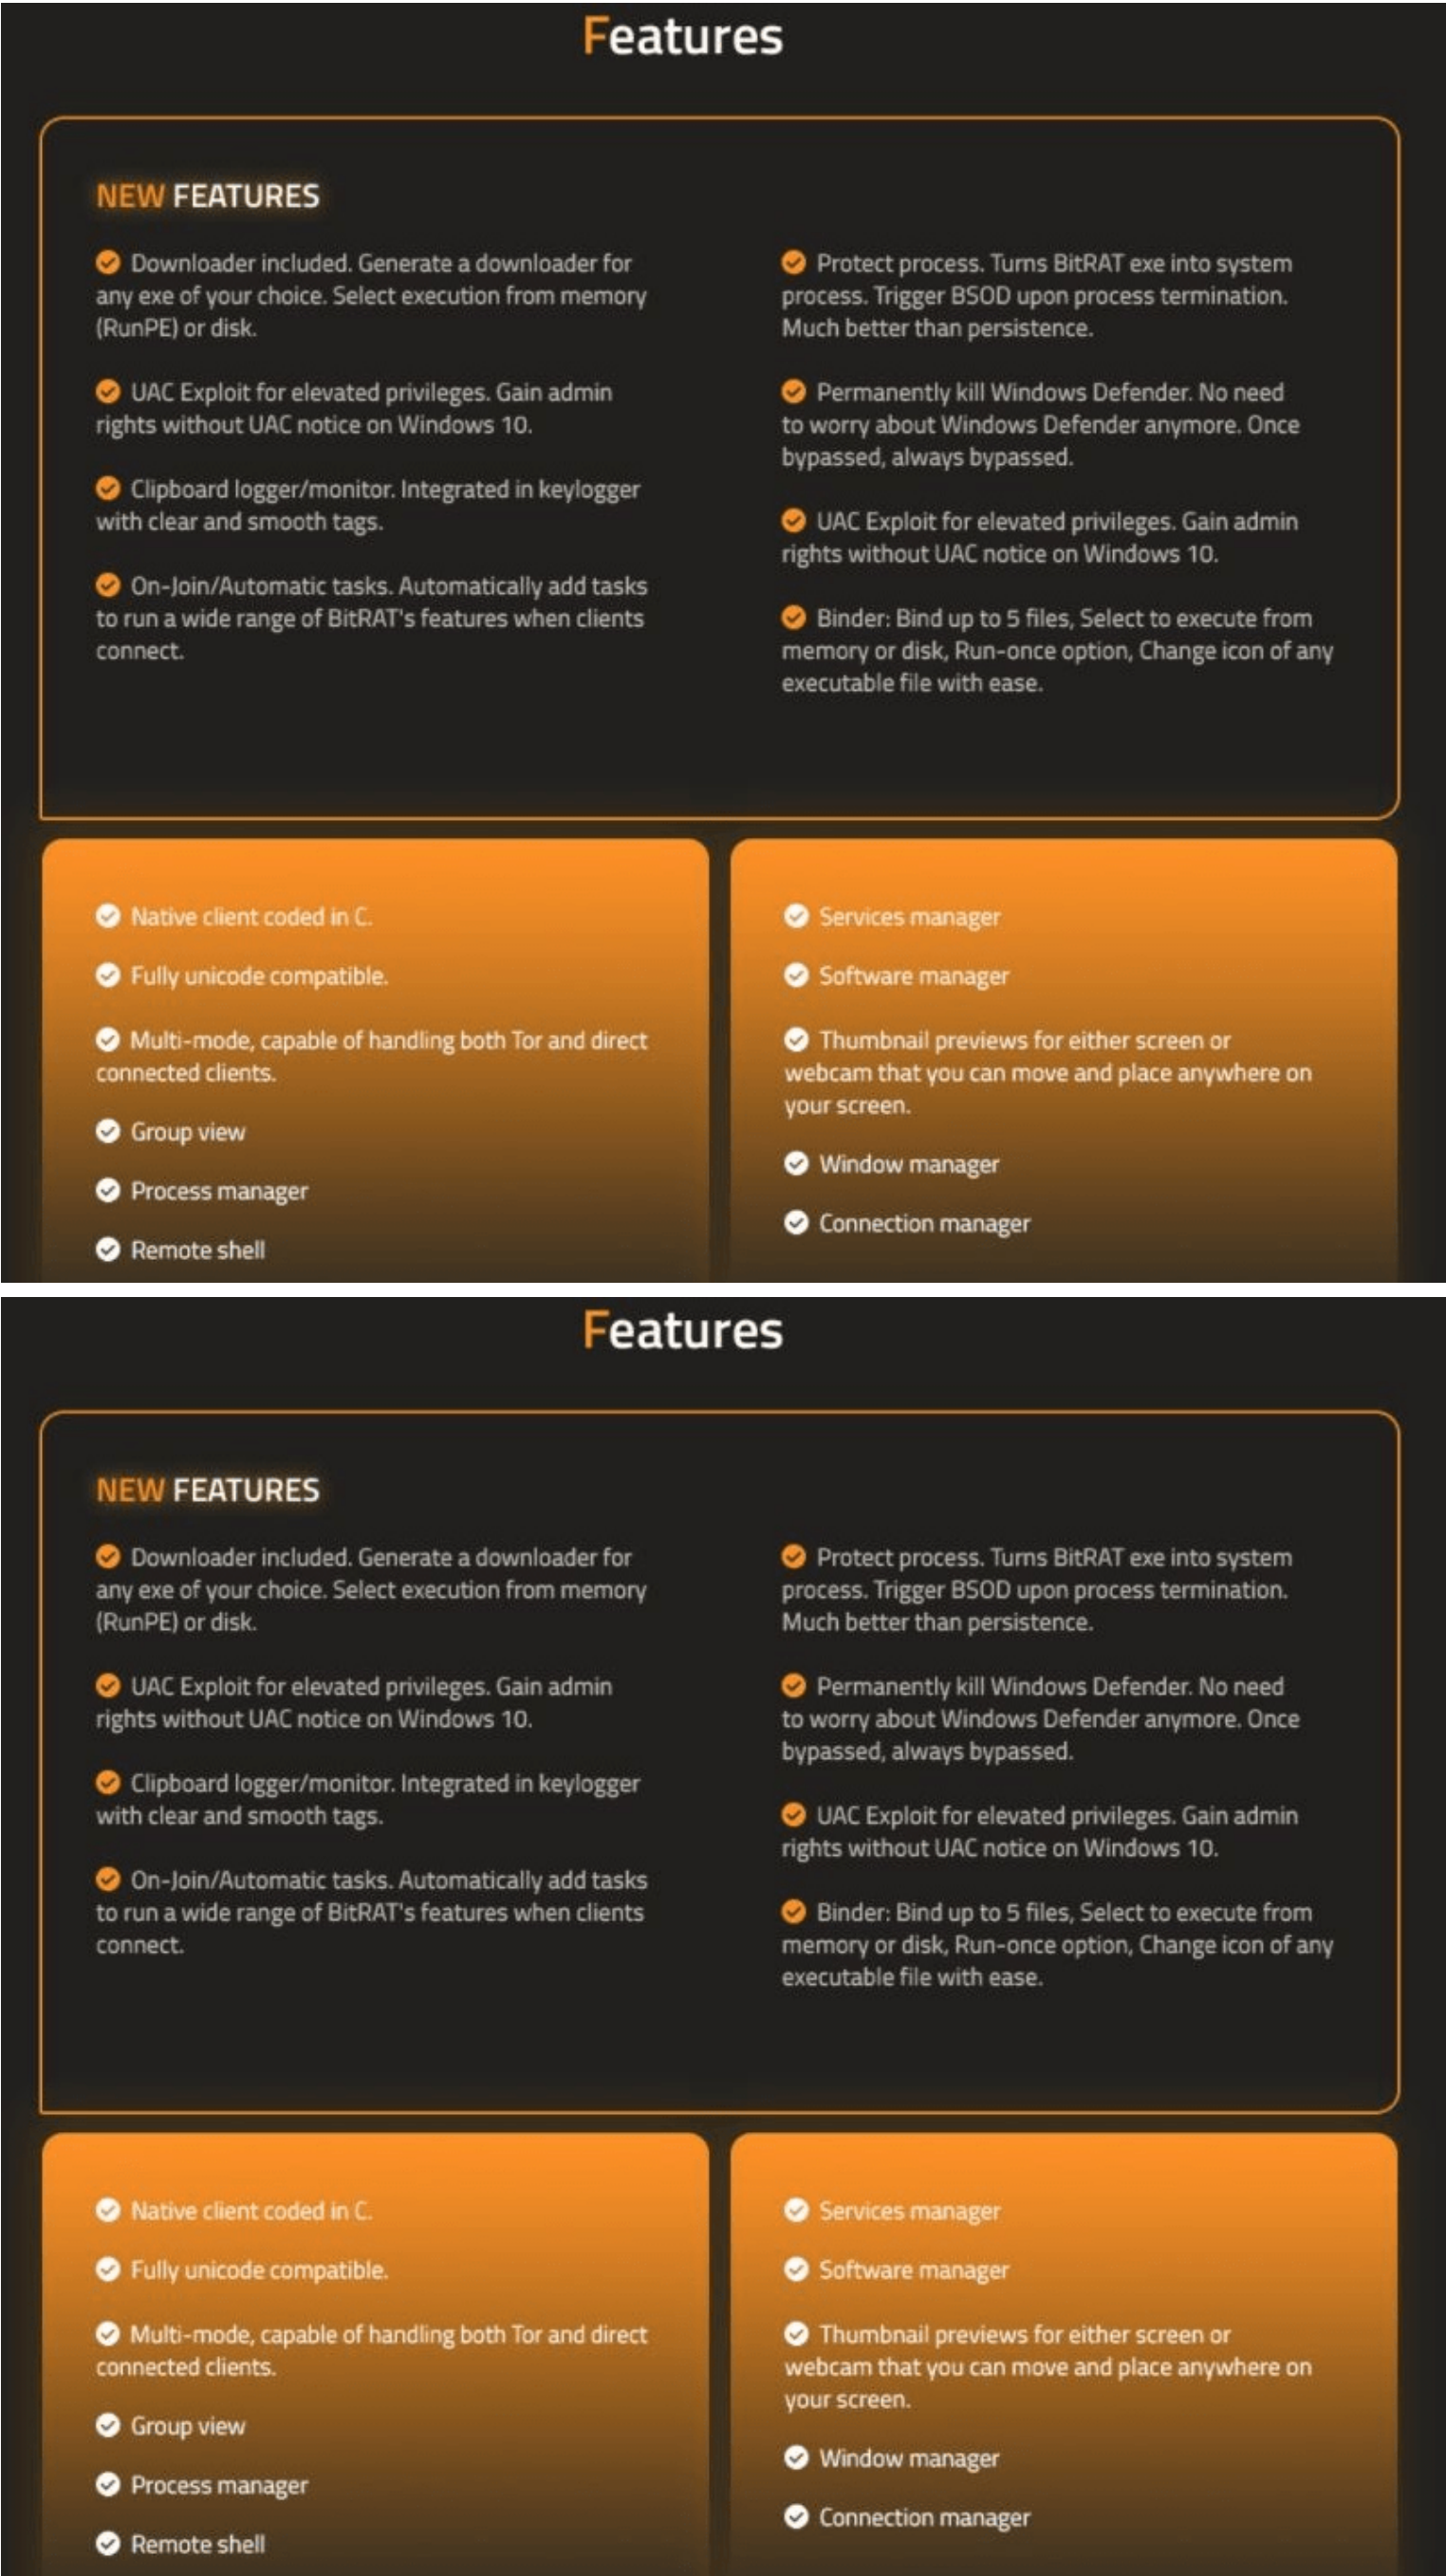 Features
NEW FEATURES
Downloader included. Generate a downloader for
any exe of your choice. Select execution from memory
(RunPE) or disk.
UAC Exploit for elevated privileges. Gain admin
rights without UAC notice on Windows 10.
Clipboard logger/monitor. Integrated in keylogger
with clear and smooth tags.
On-Join/Automatic tasks. Automatically add tasks
to run a wide range of BitRAT's features when clients
connect.
Protect process. Turns BitRAT exe into system
process. Trigger BSOD upon process termination.
Much better than persistence.
Permanently kill Windows Defender. No need
to worry about Windows Defender anymore. Once
bypassed, always bypassed.
UAC Exploit for elevated privileges. Gain admin
rights without UAC notice on Windows 10.
Binder: Bind up to 5 files, Select to execute from
memory or disk, Run-once option, Change icon of any
executable file with ease.
Native client coded in C.
Fully unicode compatible.
Multi-mode, capable of handling both Tor and direct
connected clients.
Group view
Process manager
Remote shell
Services manager
Software manager
Thumbnail previews for either screen or
webcam that you can move and place anywhere on
your screen.
Window manager
Connection manager
Features
NEW FEATURES
Downloader included. Generate a downloader for
any exe of your choice. Select execution from memory
(RunPE) or disk.
UAC Exploit for elevated privileges. Gain admin
rights without UAC notice on Windows 10.
Clipboard logger/monitor. Integrated in keylogger
with clear and smooth tags.
On-Join/Automatic tasks. Automatically add tasks
to run a wide range of BitRAT's features when clients
connect.
Protect process. Turns BitRAT exe into system
process. Trigger BSOD upon process termination.
Much better than persistence.
Permanently kill Windows Defender. No need
to worry about Windows Defender anymore. Once
bypassed, always bypassed.
UAC Exploit for elevated privileges. Gain admin
rights without UAC notice on Windows 10.
Binder: Bind up to 5 files, Select to execute from
memory or disk, Run-once option, Change icon of any
executable file with ease.
Native client coded in C.
Fully unicode compatible.
Multi-mode, capable of handling both Tor and direct
connected clients.
Group view
Process manager
Remote shell
Services manager
Software manager
Thumbnail previews for either screen or
webcam that you can move and place anywhere on
your screen.
Window manager
Connection manager